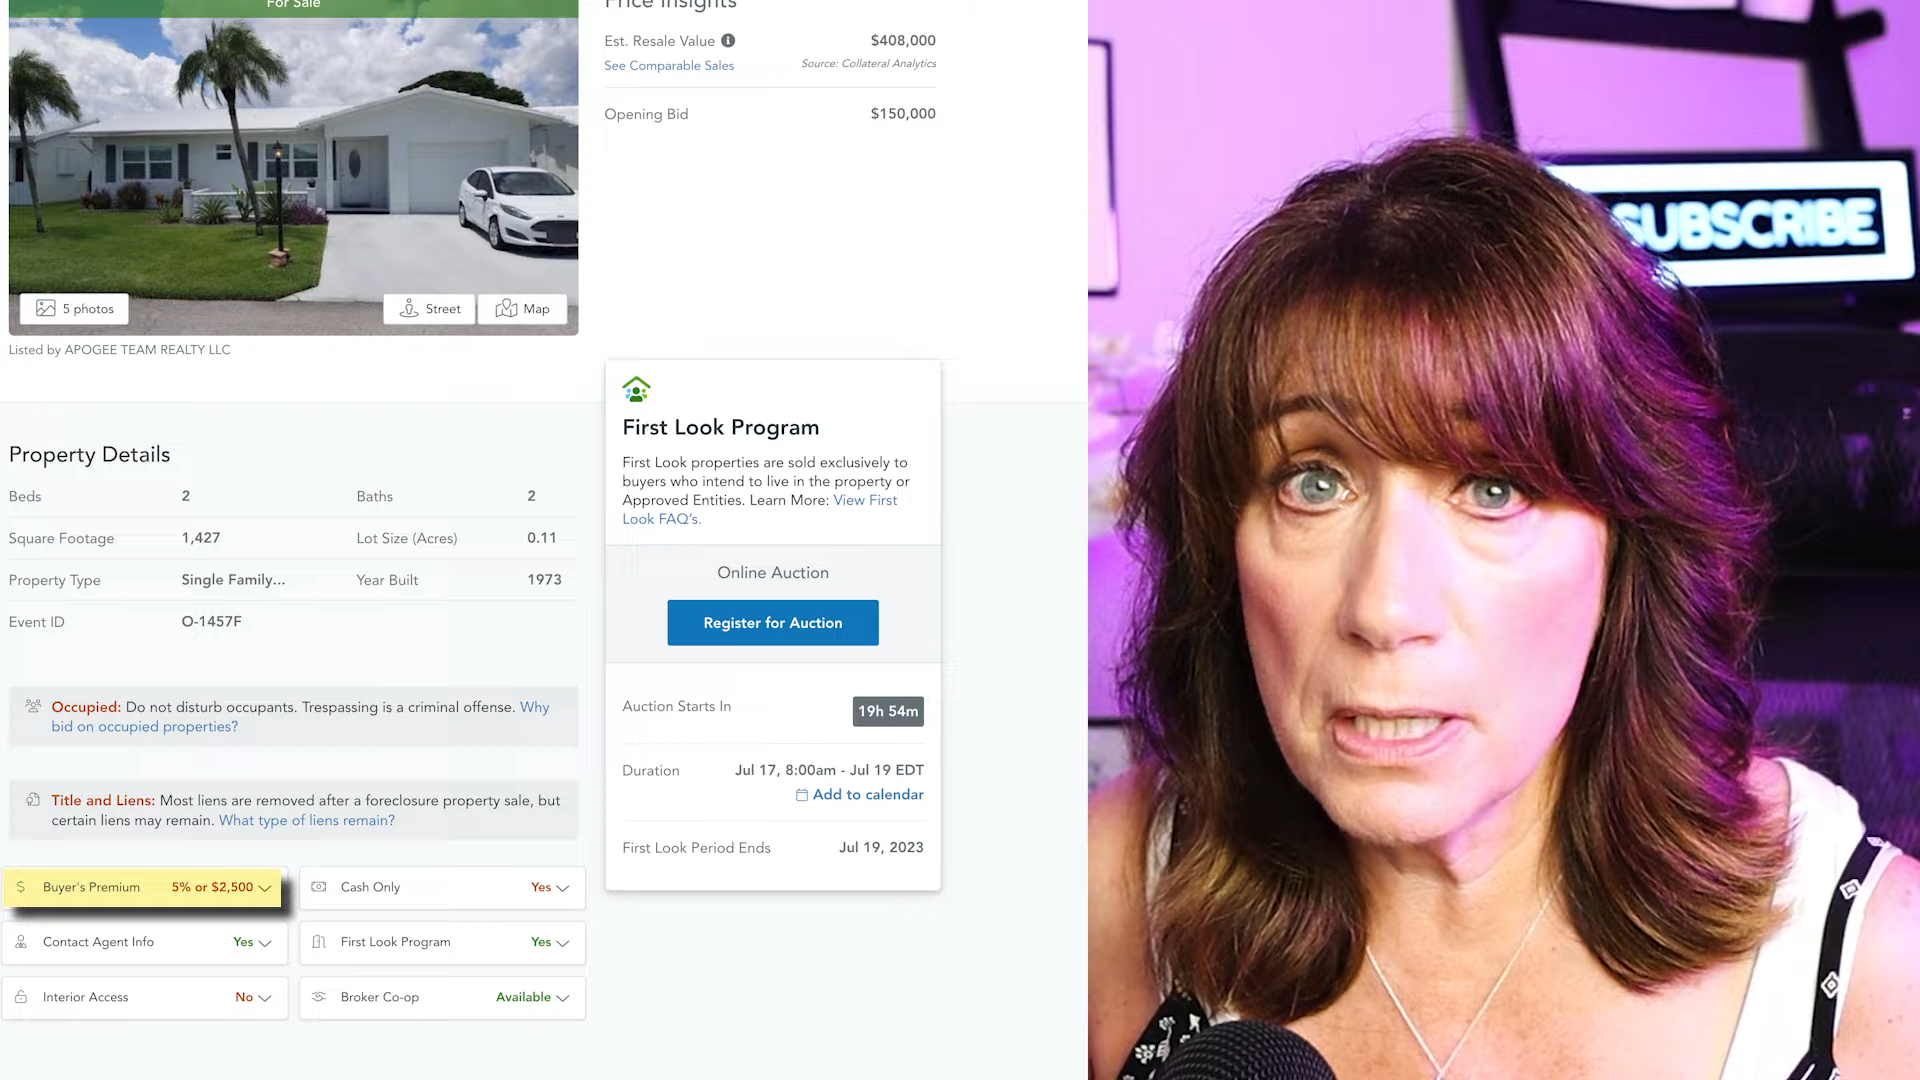 For Sale
5 photos
Street
Map
Listed by APOGEE TEAM REALTY LLC
Price Insights
Est. Resale Value
$408,000
See Comparable Sales
Source: Collateral Analytics
Opening Bid
$150,000
SUBSCRIBE
First Look Program
First Look properties are sold exclusively to
buyers who intend to live in the property or
Approved Entities. Learn More: View First
Look FAQ's.
Online Auction
Register for Auction
Auction Starts In
19h 54m
Duration
Jul 17, 8:00am - Jul 19 EDT
Add to calendar
First Look Period Ends
Jul 19, 2023
Property Details
Beds 2 Baths 2
Square Footage 1,427 Lot Size (Acres) 0.11
Property Type Single Family... Year Built 1973
Event ID O-1457F
Occupied: Do not disturb occupants. Trespassing is a criminal offense. Why
bid on occupied properties?
Title and Liens: Most liens are removed after a foreclosure property sale, but
certain liens may remain. What type of liens remain?
$ Buyer's Premium 5% or $2,500
Cash Only Yes
Contact Agent Info Yes
First Look Program Yes
Interior Access No
Broker Co-op Available